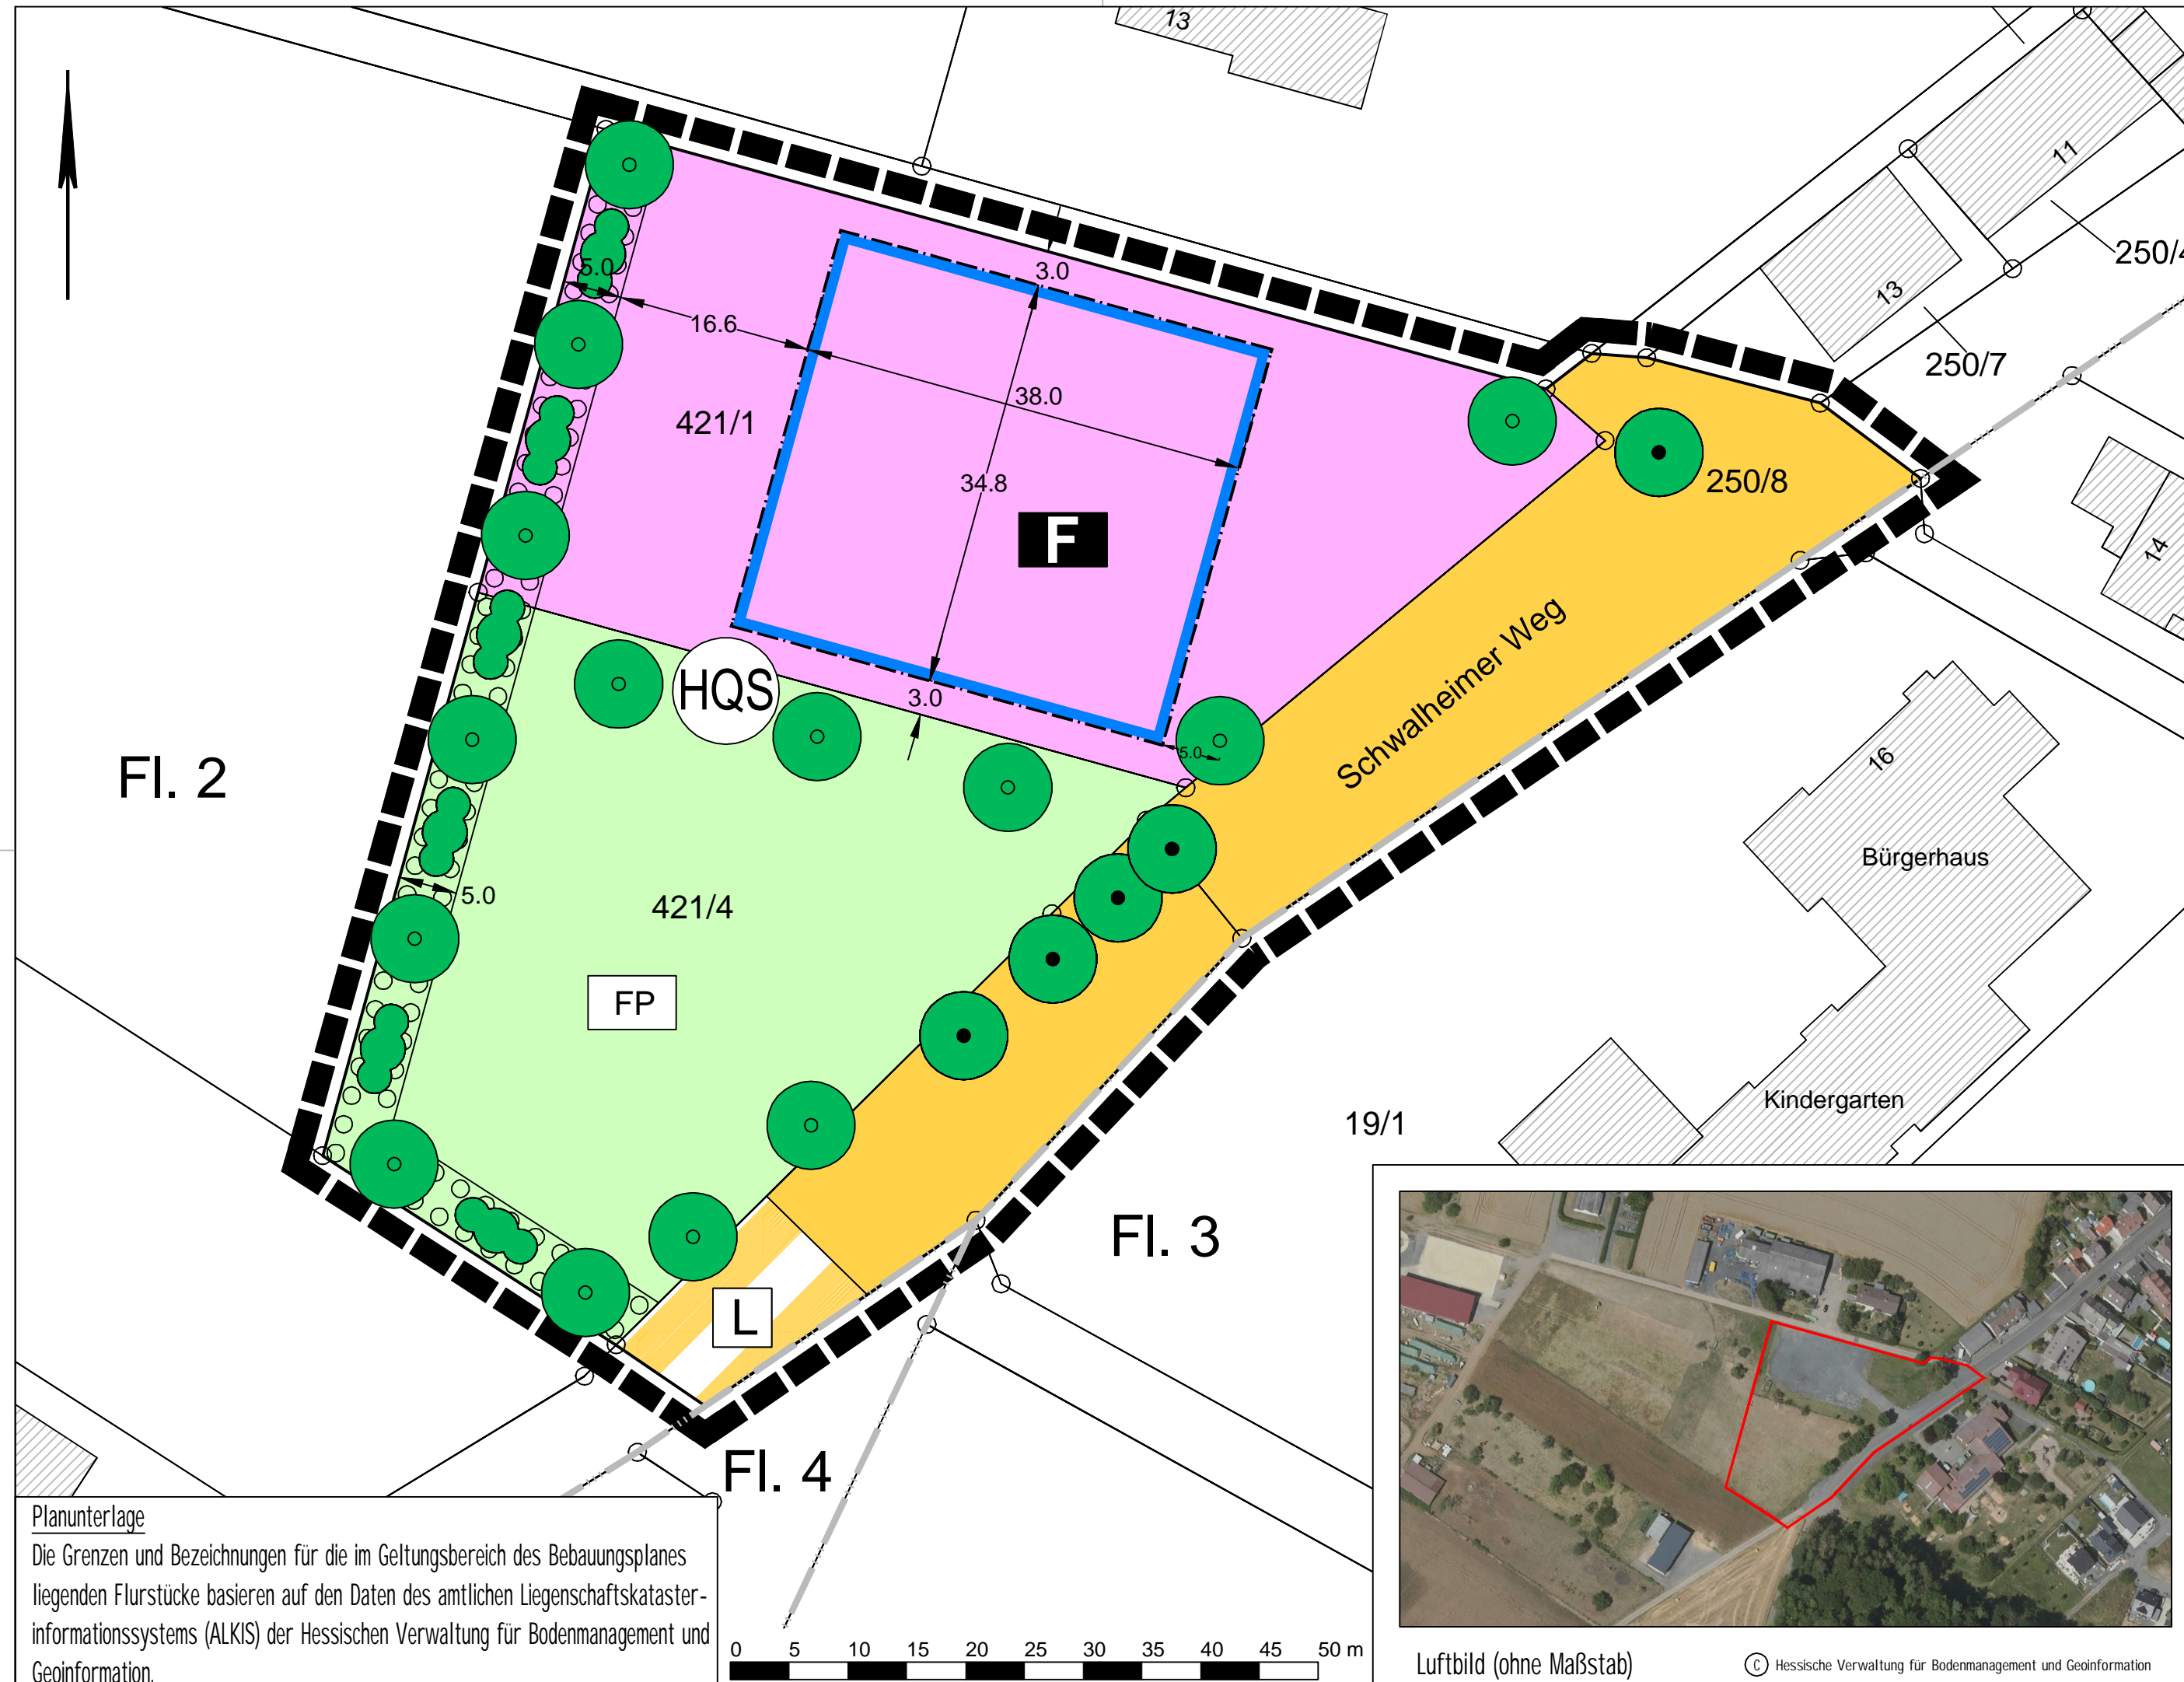 13
11
250/4
13
250/7
3.0
5.0
16.6
38.0
421/1
34.8
F
250/8
14
Schwalheimer Weg
HQS
3.0
5.0
16
Fl. 2
Bürgerhaus
5.0
421/4
FP
Kindergarten
19/1
Fl. 3
L
Fl. 4
Planunterlage
Die Grenzen und Bezeichnungen für die im Geltungsbereich des Bebauungsplanes
liegenden Flurstücke basieren auf den Daten des amtlichen Liegenschaftskataster-
informationssystems (ALKIS) der Hessischen Verwaltung für Bodenmanagement und
Geoinformation.
0 5 10 15 20 25 30 35 40 45 50 m
Luftbild (ohne Maßstab)
© Hessische Verwaltung für Bodenmanagement und Geoinformation